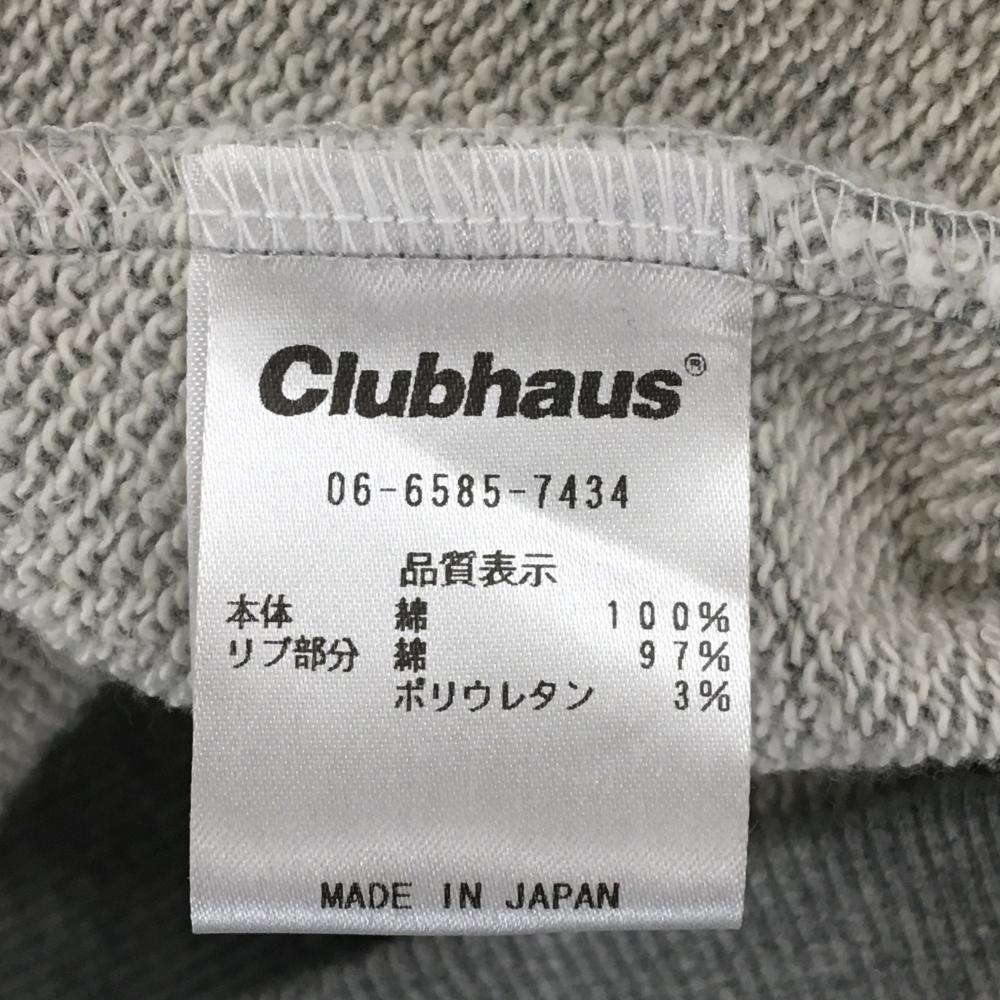 Clubhaus®
06-6585-7434
品質表示
本体 綿 100%
リブ部分 綿 97%
ポリウレタン 3%
MADE IN JAPAN